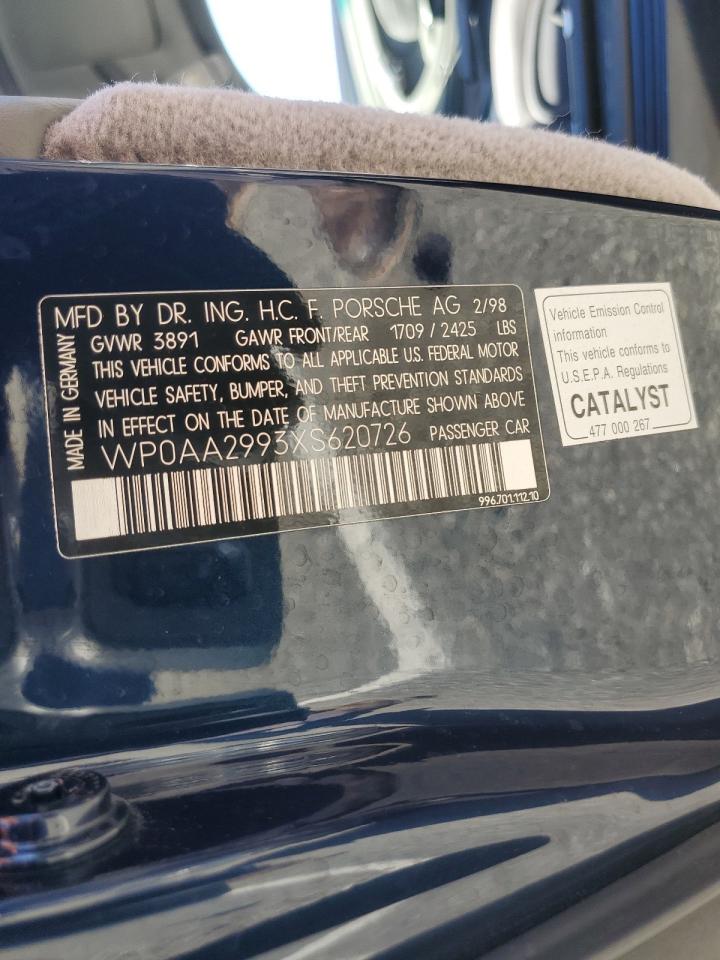 MFD BY DR. ING. H.C. F. PORSCHE AG 2/98
MADE IN GERMANY
GVWR 3891 GAWR FRONT/REAR 1709 / 2425 LBS
THIS VEHICLE CONFORMS TO ALL APPLICABLE US. FEDERAL MOTOR
VEHICLE SAFETY, BUMPER, AND THEFT PREVENTION STANDARDS
IN EFFECT ON THE DATE OF MANUFACTURE SHOWN ABOVE
WP0AA2993XS620726 PASSENGER CAR
996.701.112.10
Vehicle Emission Control
information
This vehicle conforms to
U.S.E.P.A. Regulations
CATALYST
477 000 267